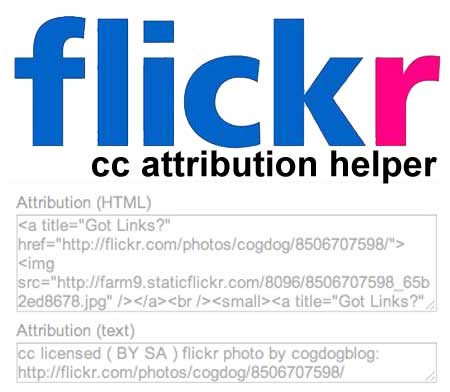 flickr
cc attribution helper
Attribution (HTML)
<a title="Got Links?"
href="http://flickr.com/photos/cogdog/8506707598/">
<img
src="http://farm9.staticflickr.com/8096/8506707598_65b
2ed8678.jpg" /></a><br /><small><a title="Got Links?"
Attribution (text)
cc licensed ( BY SA ) flickr photo by cogdogblog:
http://flickr.com/photos/cogdog/8506707598/